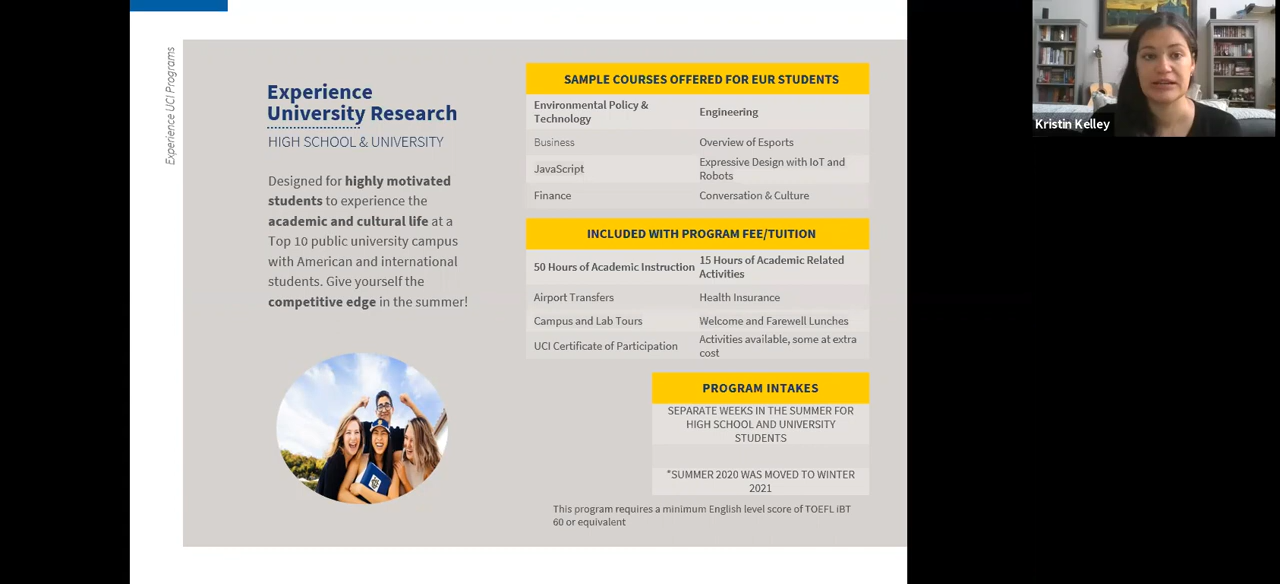 Experience UCI Programs
Experience
University Research
HIGH SCHOOL & UNIVERSITY
Designed for highly motivated
students to experience the
academic and cultural life at a
Top 10 public university campus
with American and international
students. Give yourself the
competitive edge in the summer!
SAMPLE COURSES OFFERED FOR EUR STUDENTS
Environmental Policy &
Technology
Engineering
Business
Overview of Esports
JavaScript
Expressive Design with IoT and
Robots
Finance
Conversation & Culture
INCLUDED WITH PROGRAM FEE/TUITION
50 Hours of Academic Instruction
15 Hours of Academic Related
Activities
Airport Transfers
Health Insurance
Campus and Lab Tours
Welcome and Farewell Lunches
UCI Certificate of Participation
Activities available, some at extra
cost
PROGRAM INTAKES
SEPARATE WEEKS IN THE SUMMER FOR
HIGH SCHOOL AND UNIVERSITY
STUDENTS
*SUMMER 2020 WAS MOVED TO WINTER
2021
This program requires a minimum English level score of TOEFL iBT
60 or equivalent
Kristin Kelley